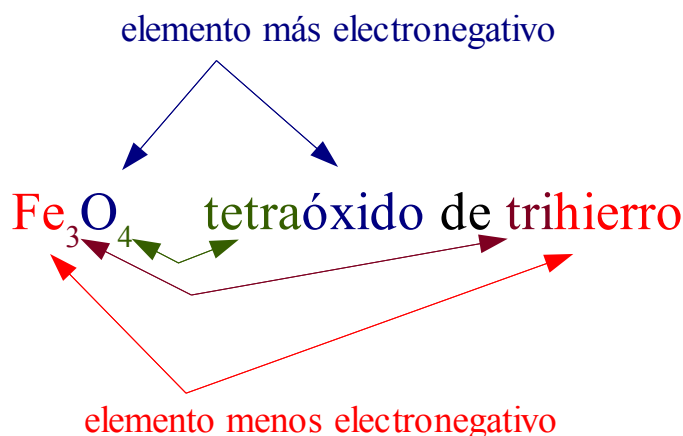 elemento más electronegativo
Fe₃O₄ tetraóxido de trihierro
elemento menos electronegativo